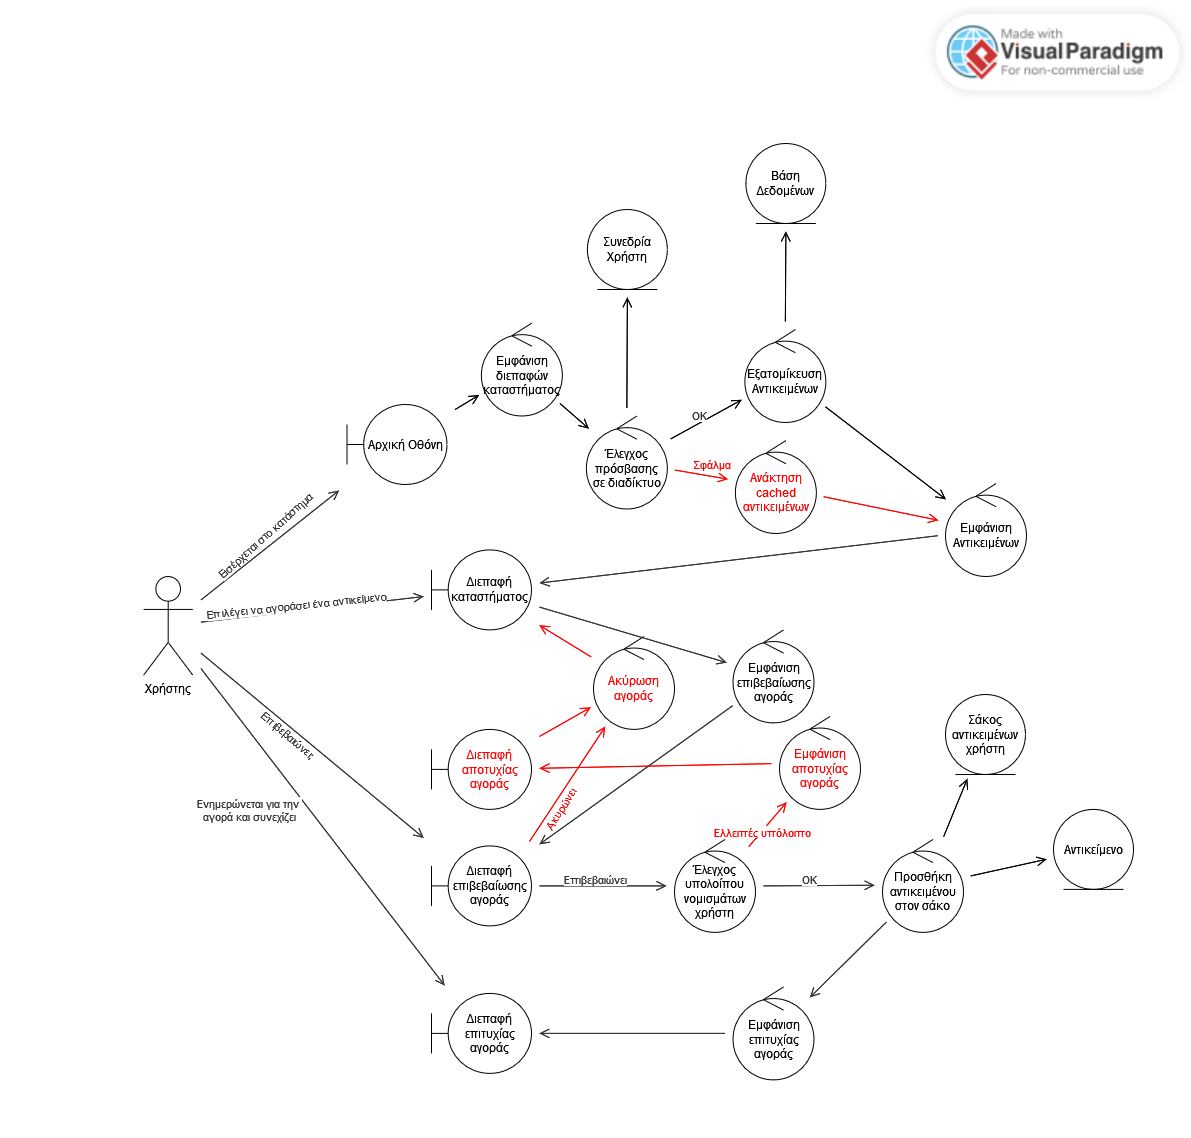 Made with
Visual Paradigm
For non-commercial use
Βάση
Δεδομένων
Συνεδρία
Χρήστη
Εμφάνιση
διεπαφών
καταστήματος
Εξατομίκευση
Αντικειμένων
OK
Αρχική Οθόνη
Έλεγχος
πρόσβασης
σε διαδίκτυο
Σφάλμα
Ανάκτηση
cached
αντικειμένων
Εμφάνιση
Αντικειμένων
Εισέρχεται στο κατάστημα
Διεπαφή
καταστήματος
Επιλέγει να αγοράσει ένα αντικείμενο
Χρήστης
Ακύρωση
αγοράς
Εμφάνιση
επιβεβαίωσης
αγοράς
Σάκος
αντικειμένων
χρήστη
Επιβεβαιώνες
Διεπαφή
αποτυχίας
αγοράς
Εμφάνιση
αποτυχίας
αγοράς
Ενημερώνεται για την
αγορά και συνεχίζει
Ακυρώνει
Ελλειπές υπόλοιπο
Αντικείμενο
Διεπαφή
επιβεβαίωσης
αγοράς
Επιβεβαιώνει
Έλεγχος
υπολοίπου
νομισμάτων
χρήστη
OK
Προσθήκη
αντικειμένου
στον σάκο
Διεπαφή
επιτυχίας
αγοράς
Εμφάνιση
επιτυχίας
αγοράς